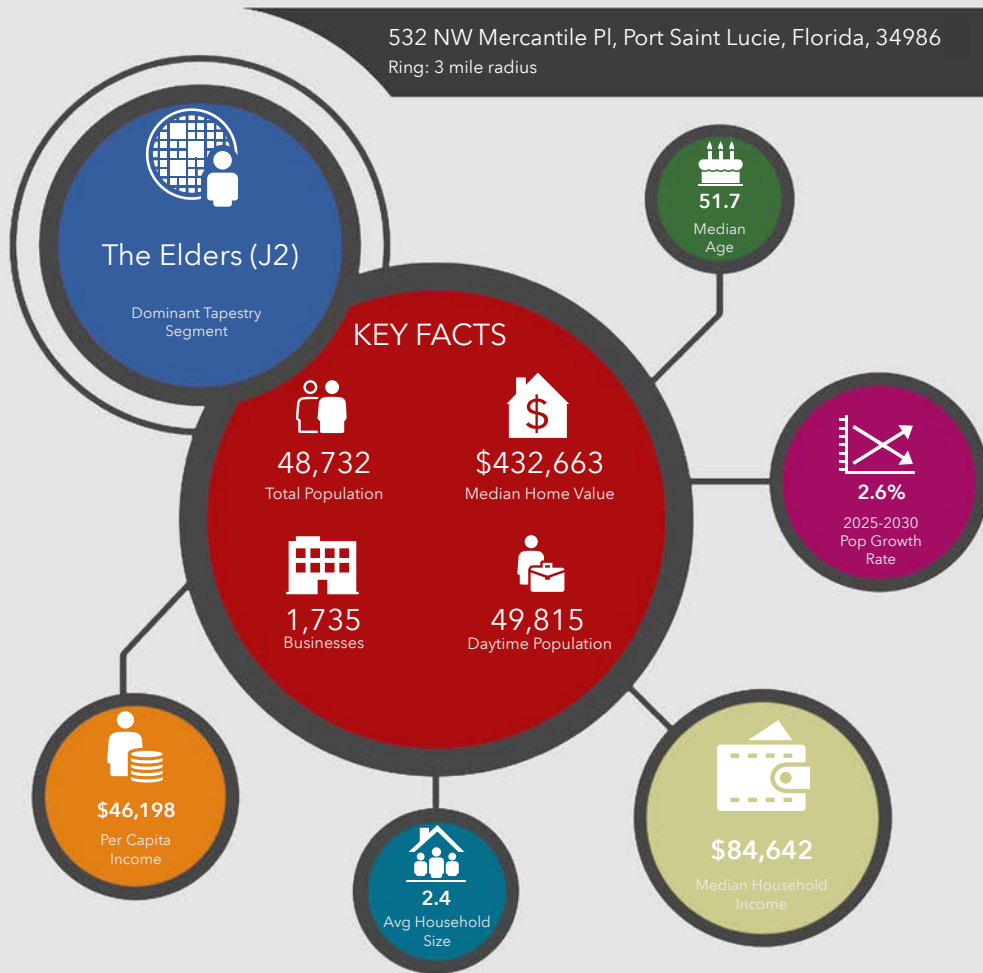 532 NW Mercantile Pl, Port Saint Lucie, Florida, 34986
Ring: 3 mile radius
The Elders (J2)
Dominant Tapestry
Segment
KEY FACTS
48,732
Total Population
$432,663
Median Home Value
1,735
Businesses
49,815
Daytime Population
51.7
Median
Age
2.6%
2025-2030
Pop Growth
Rate
$84,642
Median Household
Income
2.4
Avg Household
Size
$46,198
Per Capita
Income